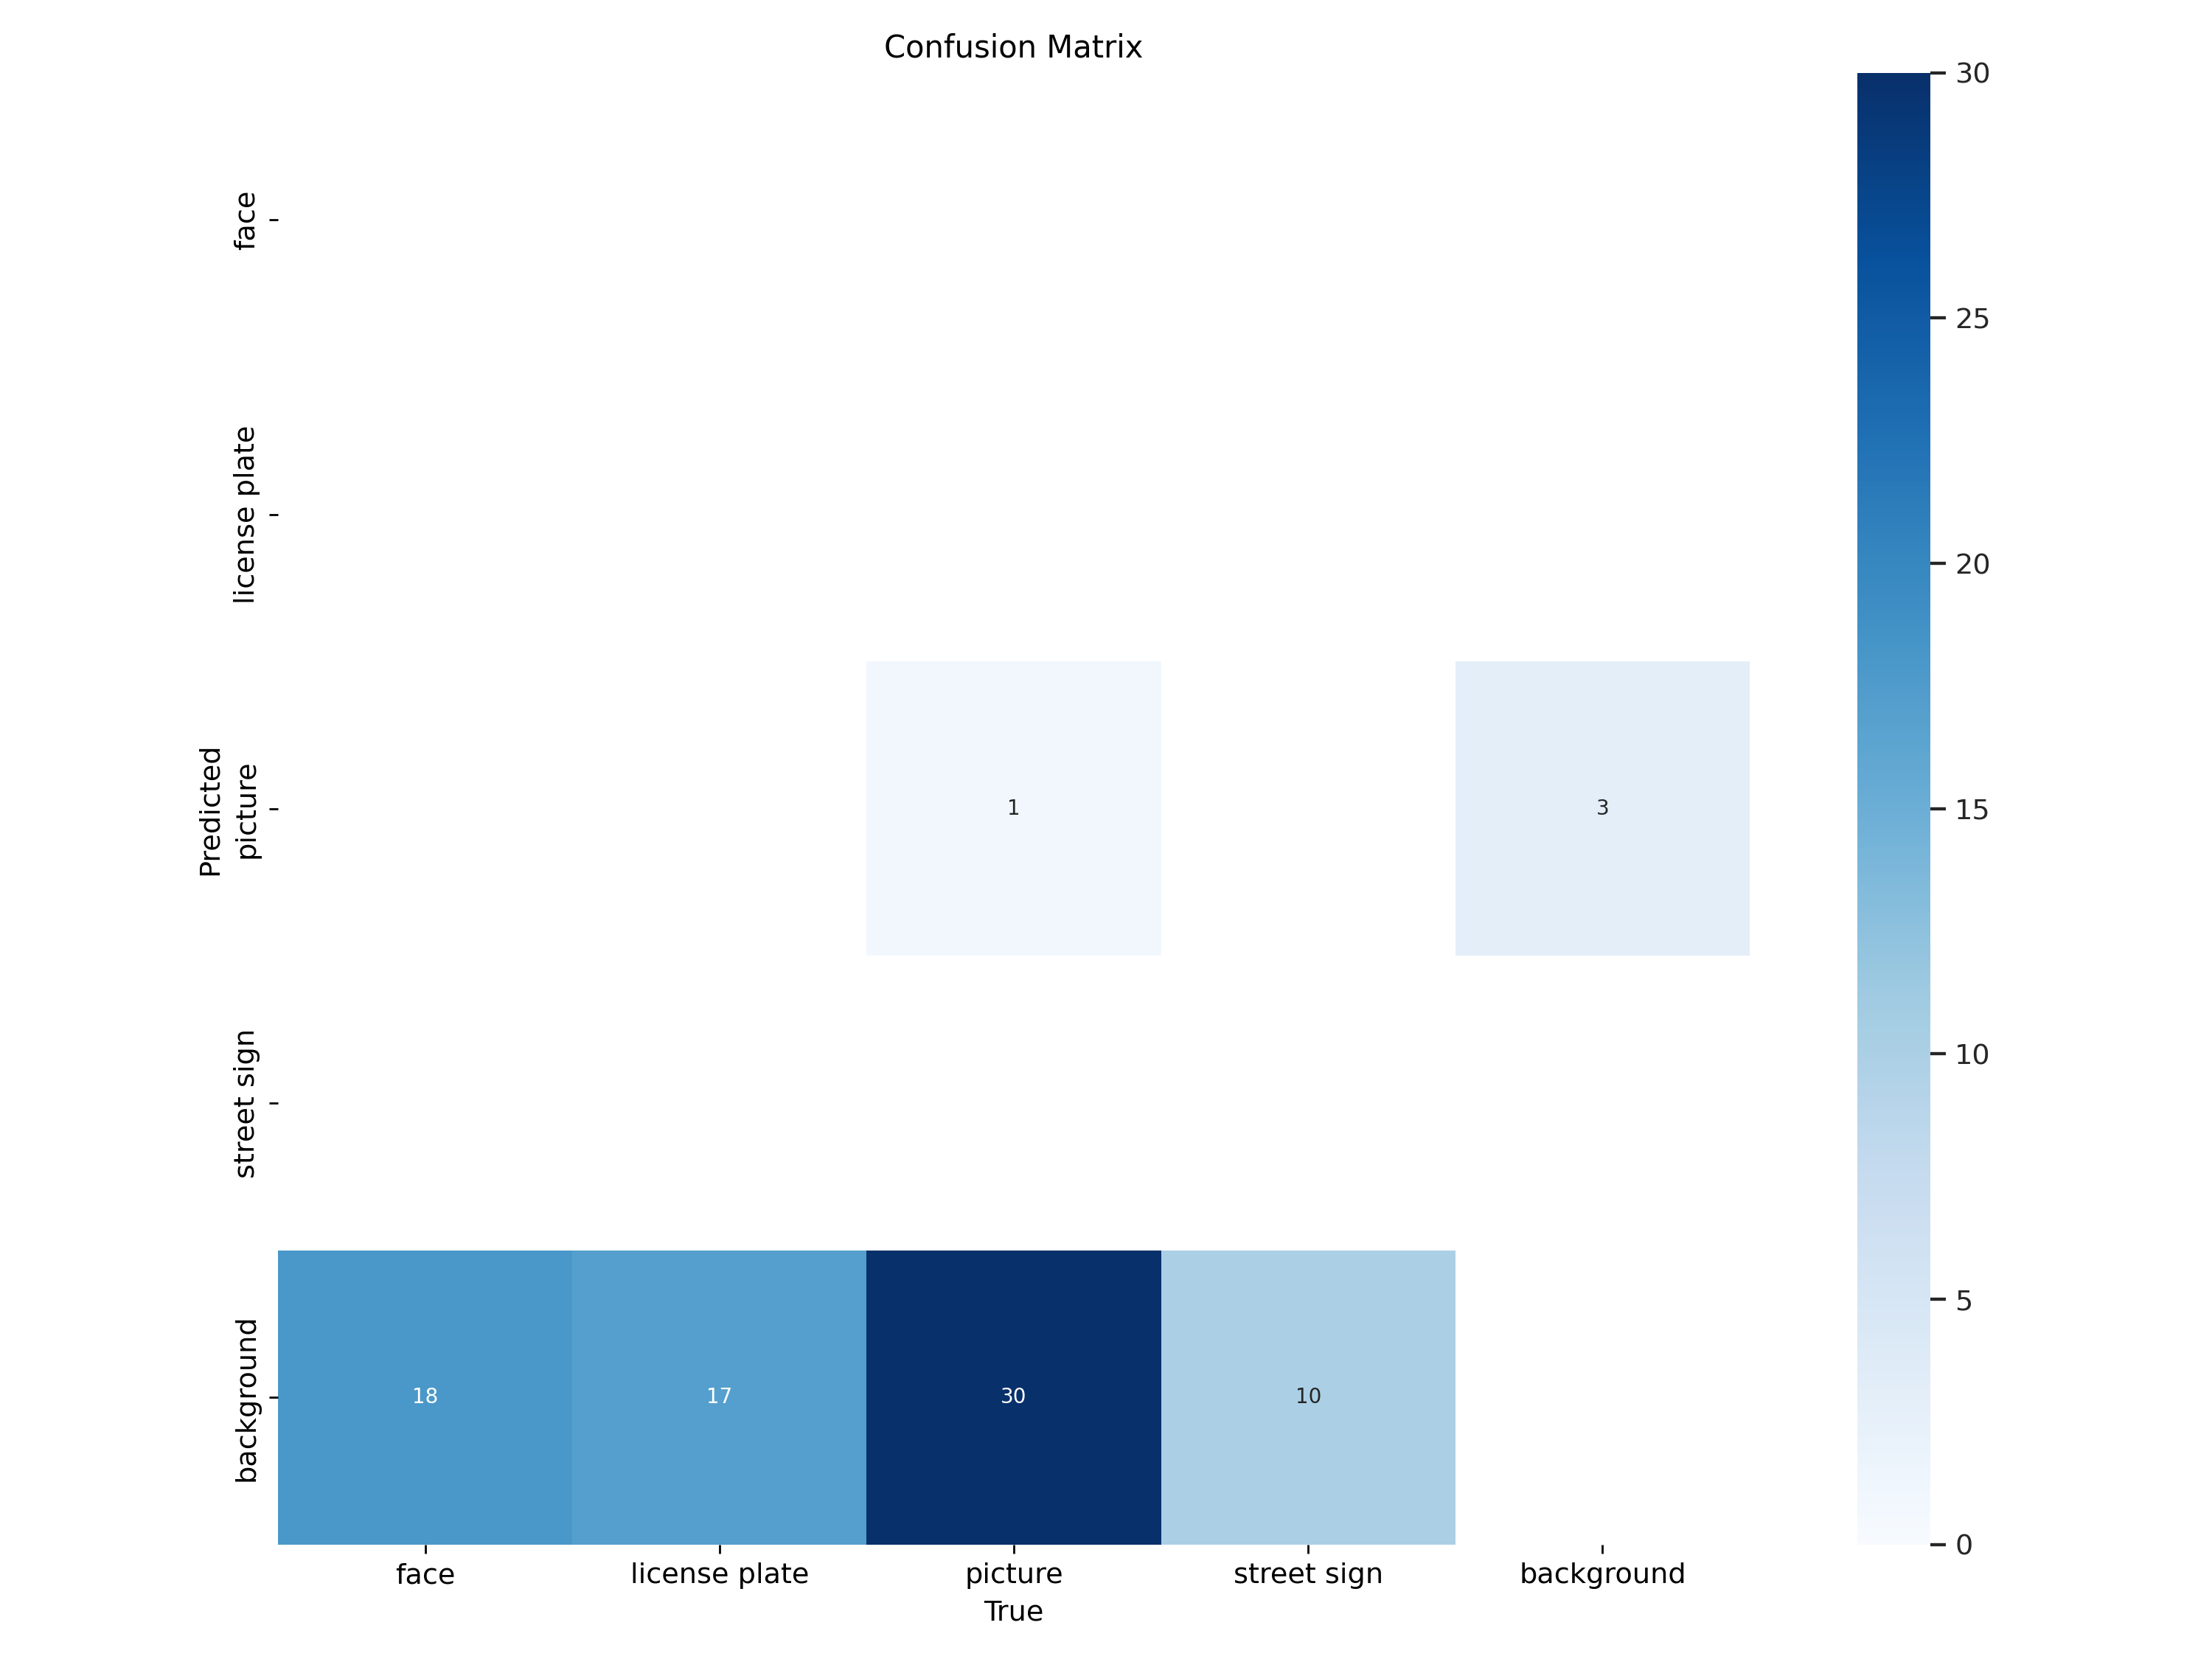 Confusion Matrix
face
license plate
picture
street sign
background
Predicted
1
3
18
17
30
10
face
license plate
picture
street sign
background
True
30
25
20
15
10
5
0